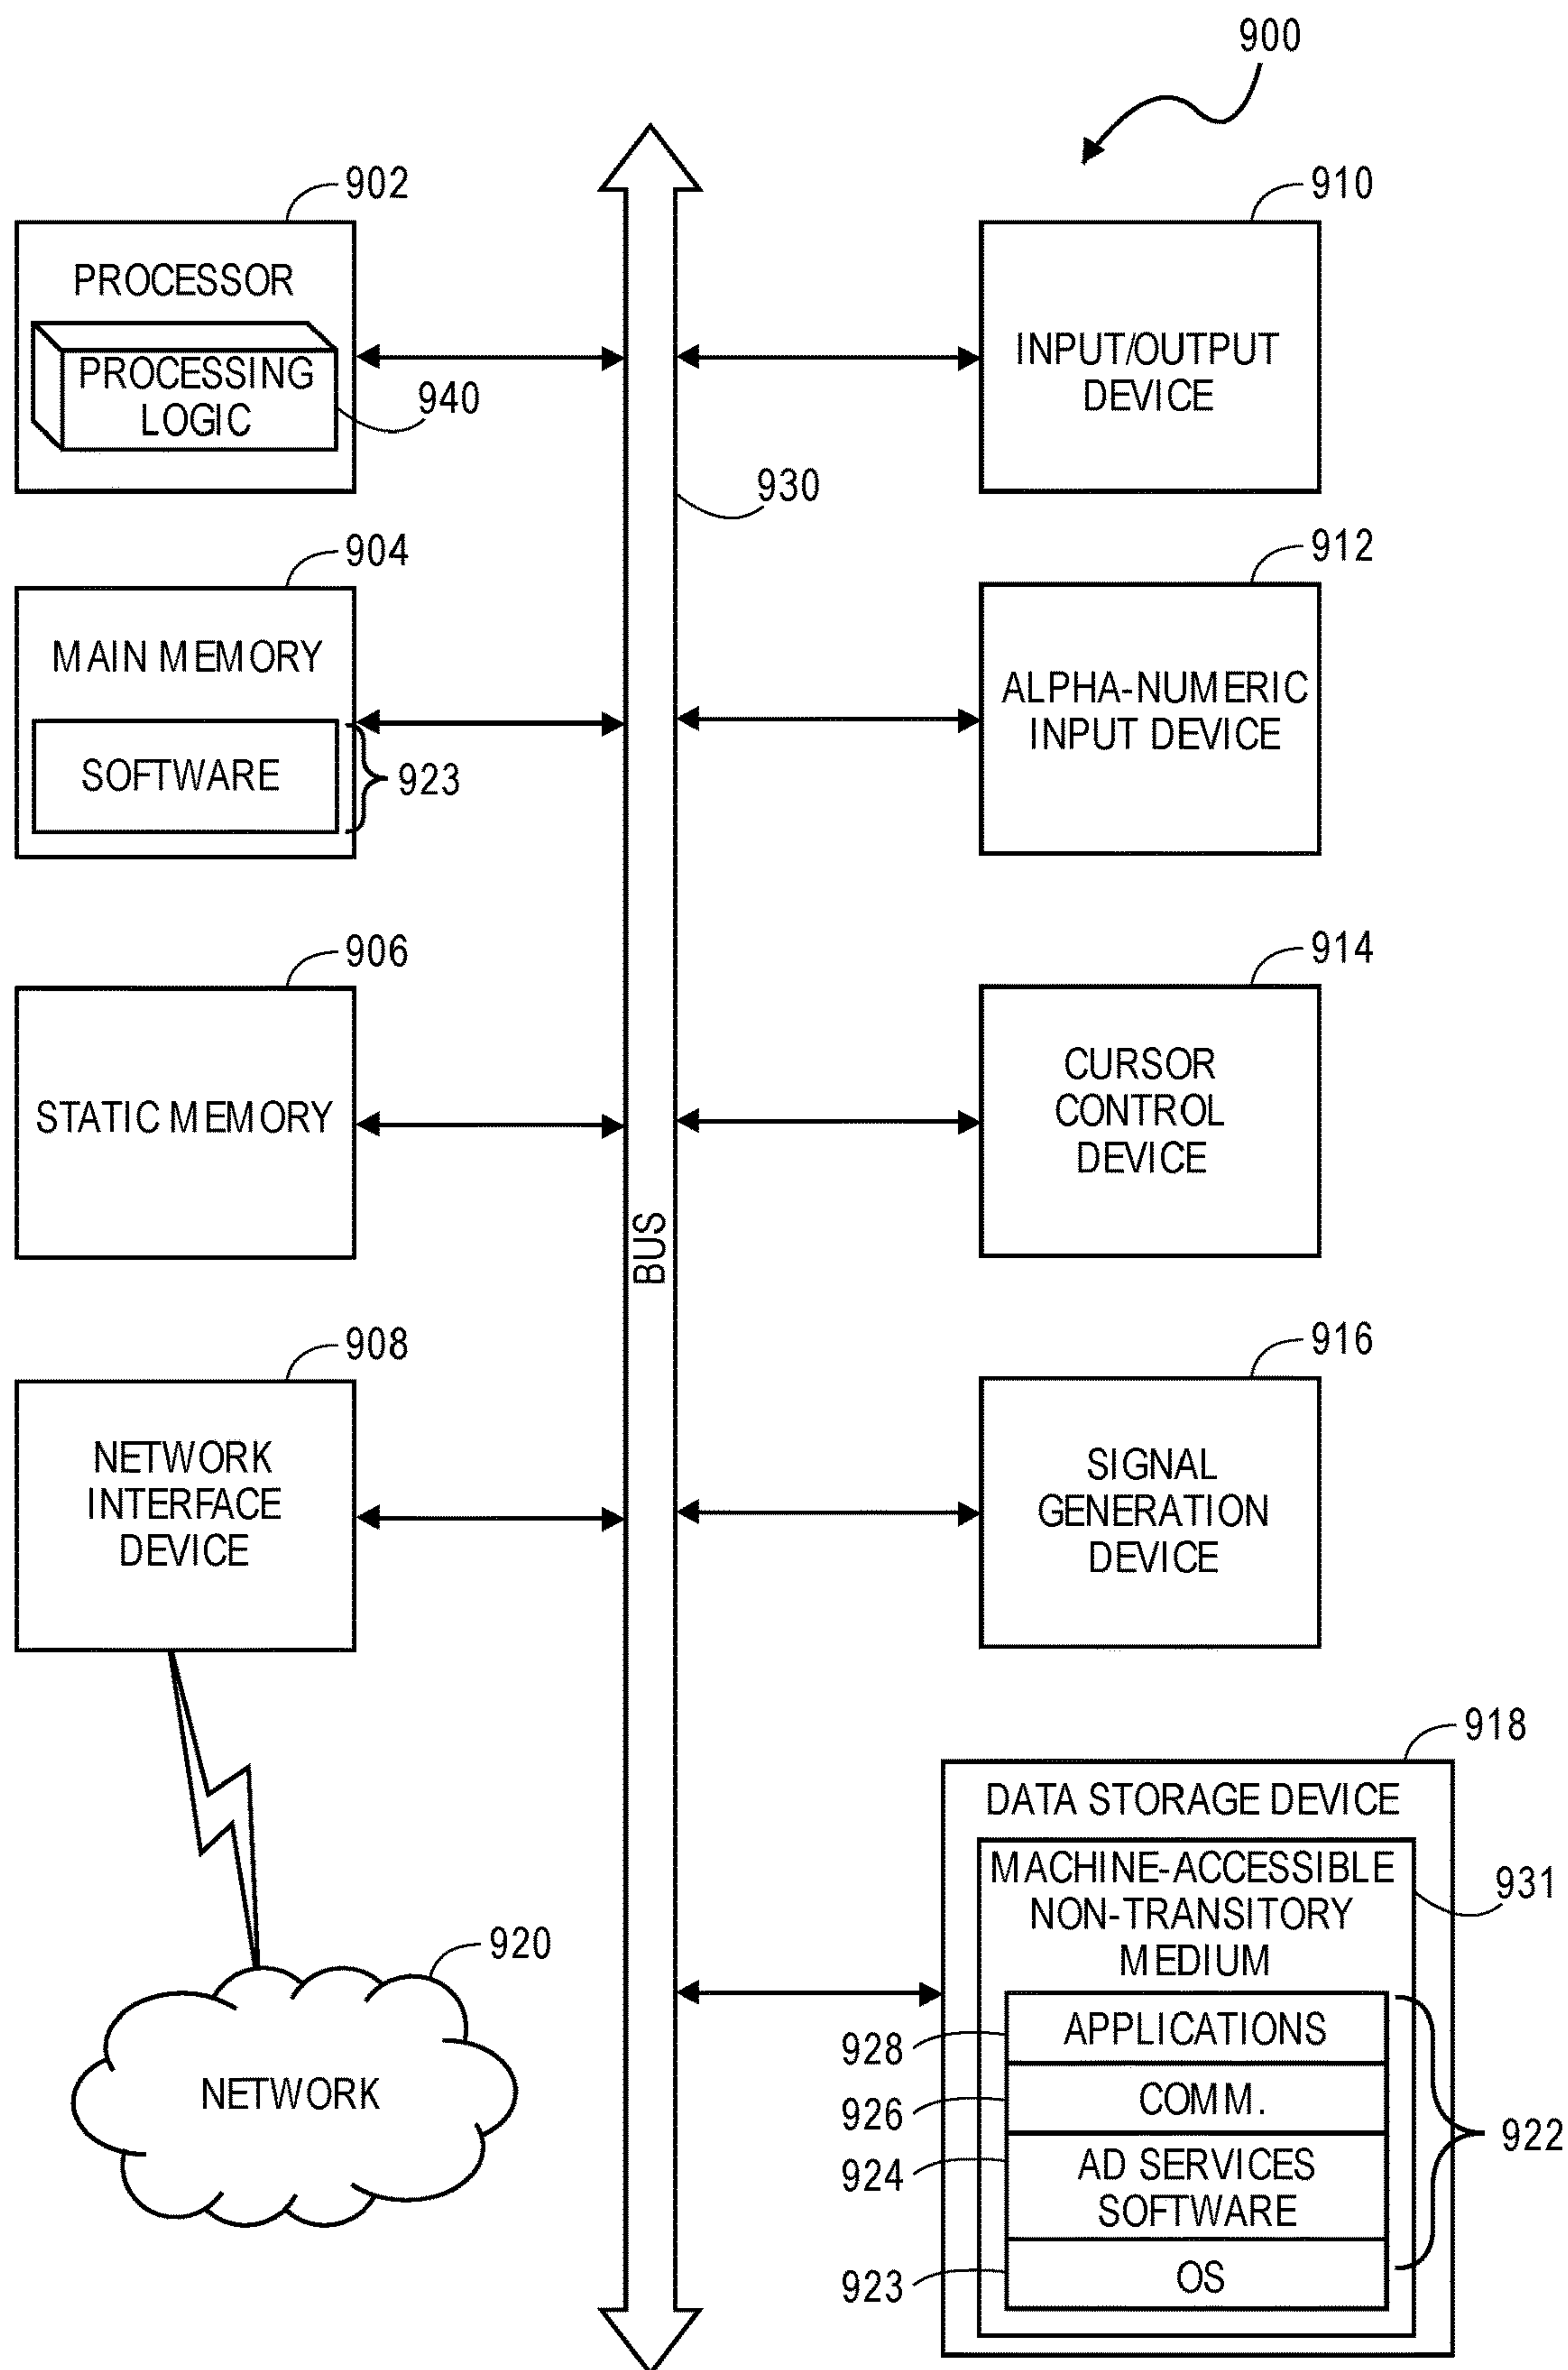 900
902
PROCESSOR
PROCESSING
LOGIC
940
910
INPUT/OUTPUT
DEVICE
930
904
MAIN MEMORY
SOFTWARE
923
912
ALPHA-NUMERIC
INPUT DEVICE
906
STATIC MEMORY
914
CURSOR
CONTROL
DEVICE
BUS
908
NETWORK
INTERFACE
DEVICE
916
SIGNAL
GENERATION
DEVICE
920
NETWORK
918
DATA STORAGE DEVICE
MACHINE-ACCESSIBLE
NON-TRANSITORY
MEDIUM
931
928
APPLICATIONS
926
COMM.
922
924
AD SERVICES
SOFTWARE
923
OS